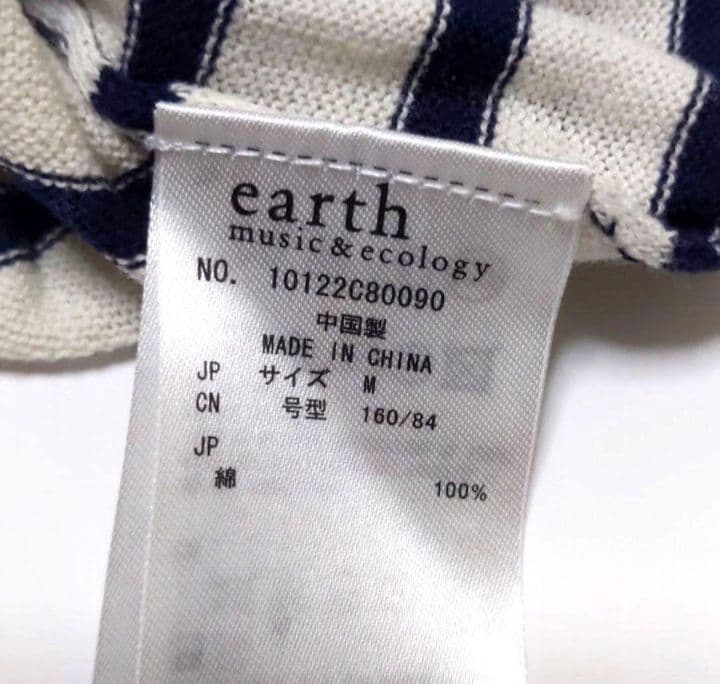 earth
music & ecology
NO. 10122C80090
中国製
MADE IN CHINA
JP サイズ M
CN 号型 160/84
JP
綿 100%